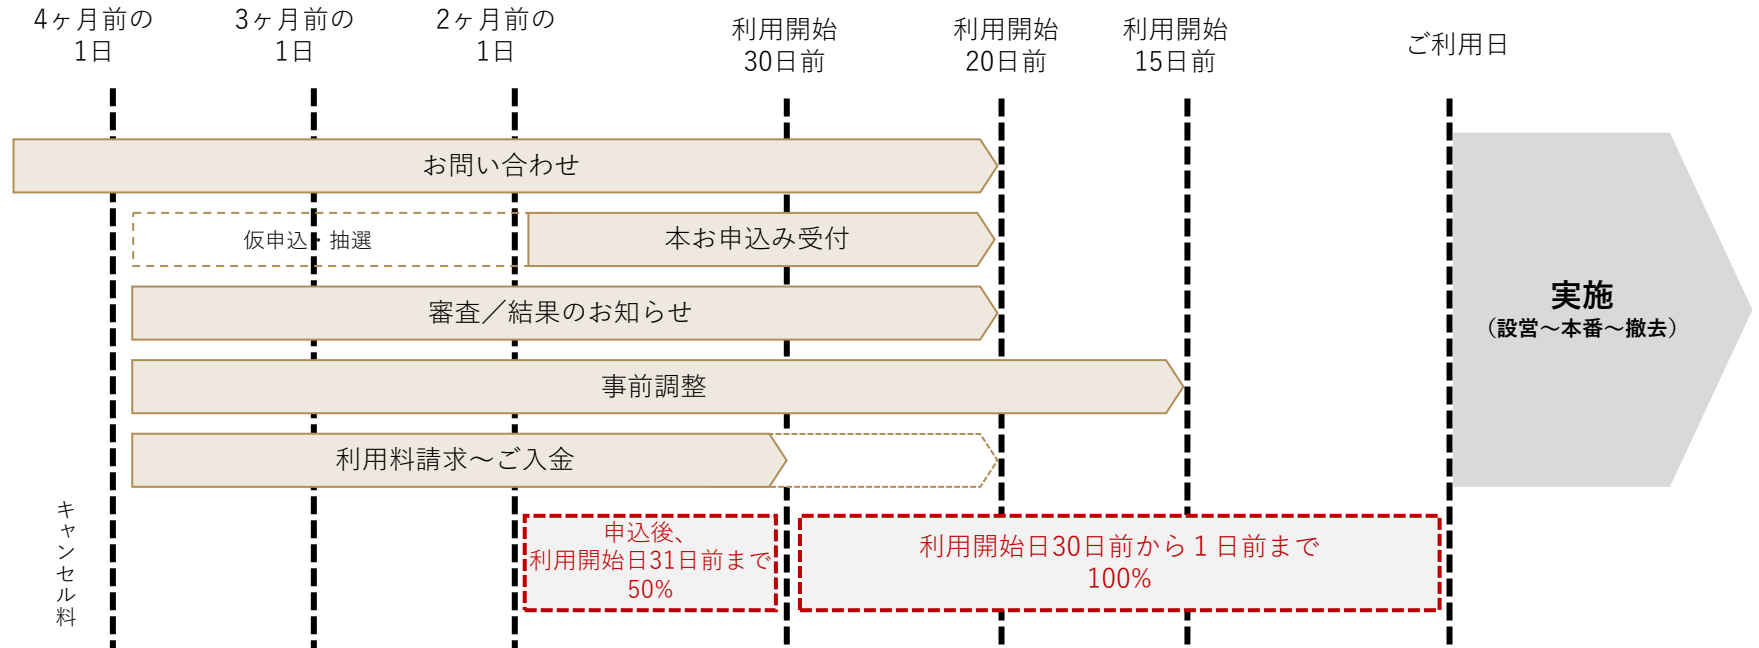 4ヶ月前の
1日
3ヶ月前の
1日
2ヶ月前の
1日
利用開始
30日前
利用開始
20日前
利用開始
15日前
ご利用日
お問い合わせ
仮申込・抽選
本お申込み受付
審査／結果のお知らせ
事前調整
利用料請求～ご入金
実施
（設営～本番～撤去）
キャンセル料
申込後、
利用開始日31日前まで
50%
利用開始日30日前から１日前まで
100%